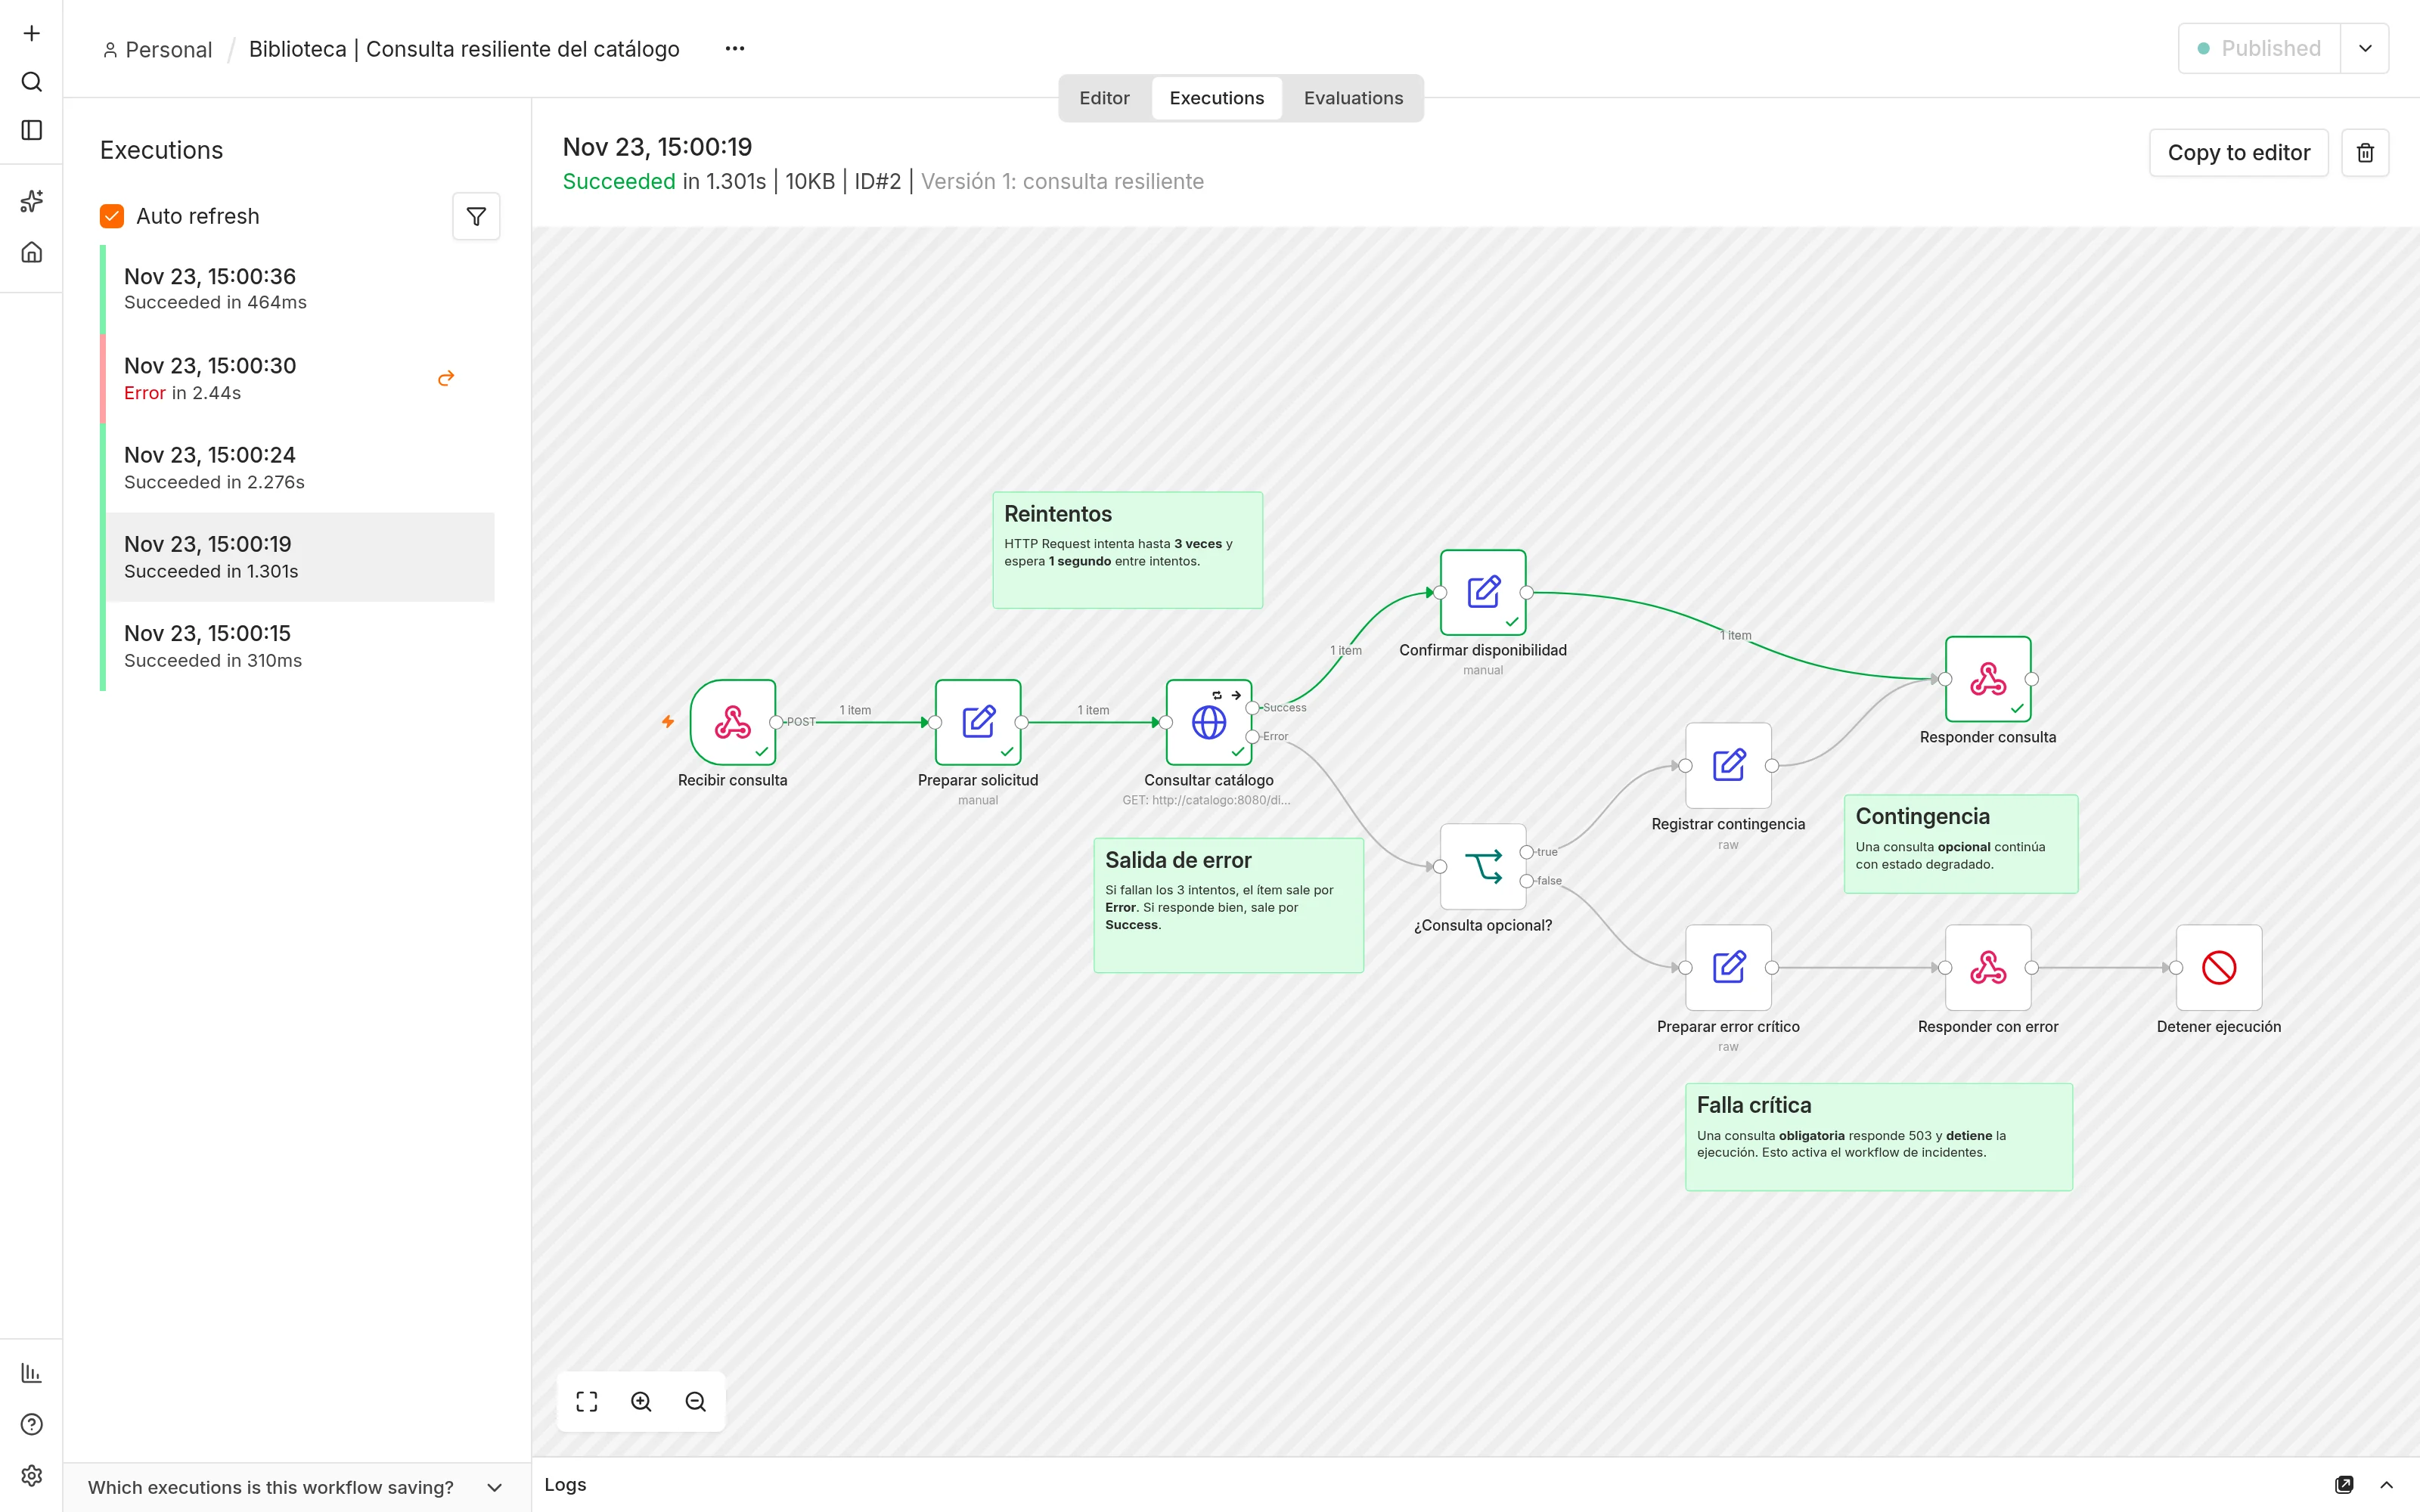 Personal / Biblioteca | Consulta resiliente del catálogo
Published
Editor
Executions
Evaluations
Executions
Auto refresh
Nov 23, 15:00:36
Succeeded in 464ms
Nov 23, 15:00:30
Error in 2.44s
Nov 23, 15:00:24
Succeeded in 2.276s
Nov 23, 15:00:19
Succeeded in 1.301s
Nov 23, 15:00:15
Succeeded in 310ms
Which executions is this workflow saving?
Nov 23, 15:00:19
Succeeded in 1.301s | 10KB | ID#2 | Versión 1: consulta resiliente
Copy to editor
Reintentos
HTTP Request intenta hasta 3 veces y
espera 1 segundo entre intentos.
Recibir consulta
POST
1 item
Preparar solicitud
manual
1 item
Consultar catálogo
GET: http://catalogo:8080/di...
Success
Error
1 item
Confirmar disponibilidad
manual
1 item
Responder consulta
Salida de error
Si fallan los 3 intentos, el ítem sale por
Error. Si responde bien, sale por
Success.
¿Consulta opcional?
true
false
Registrar contingencia
raw
Contingencia
Una consulta opcional continúa
con estado degradado.
Preparar error crítico
raw
Responder con error
Detener ejecución
Falla crítica
Una consulta obligatoria responde 503 y detiene la
ejecución. Esto activa el workflow de incidentes.
Logs